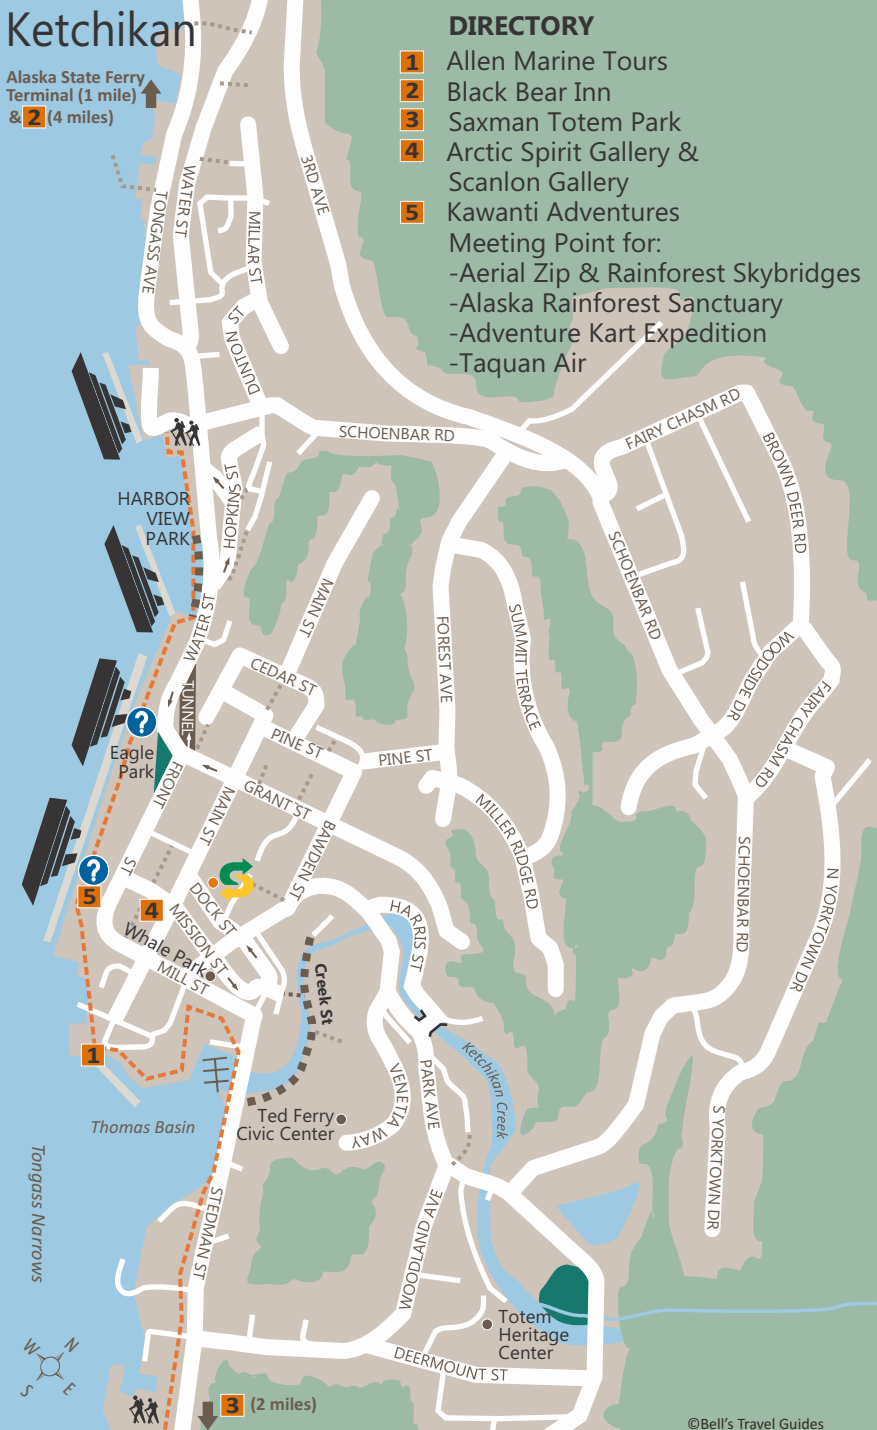 Ketchikan
Alaska State Ferry
Terminal (1 mile)
& 2 (4 miles)
DIRECTORY
1 Allen Marine Tours
2 Black Bear Inn
3 Saxman Totem Park
4 Arctic Spirit Gallery &
Scanlon Gallery
5 Kawanti Adventures
Meeting Point for:
-Aerial Zip & Rainforest Skybridges
-Alaska Rainforest Sanctuary
-Adventure Kart Expedition
-Taquan Air
TONGASS AVE
WATER ST
MILLAR ST
3RD AVE
DUNTON ST
SCHOENBAR RD
FAIRY CHASM RD
BROWN DEER RD
HOPKINS ST
HARBOR
VIEW
PARK
SCHOENBAR RD
MAIN ST
WATER ST
FOREST AVE
SUMMIT TERRACE
WOODSIDE DR
FAIRY CHASM RD
CEDAR ST
TUNNEL
?
Eagle
Park
PINE ST
PINE ST
FRONT
ST
MAIN ST
GRANT ST
BAWDEN ST
MILLER RIDGE RD
SCHOENBAR RD
N YORKTOWN DR
?
5
4
DOCK ST
MISSION ST
HARRIS ST
Whale Park
MILL ST
Creek St
1
Ketchikan Creek
PARK AVE
VENETIA WAY
Ted Ferry
Civic Center
Thomas Basin
Tongass Narrows
S YORKTOWN DR
STEDMAN ST
WOODLAND AVE
Totem
Heritage
Center
DEERMOUNT ST
W
N
S
E
3 (2 miles)
©Bell's Travel Guides